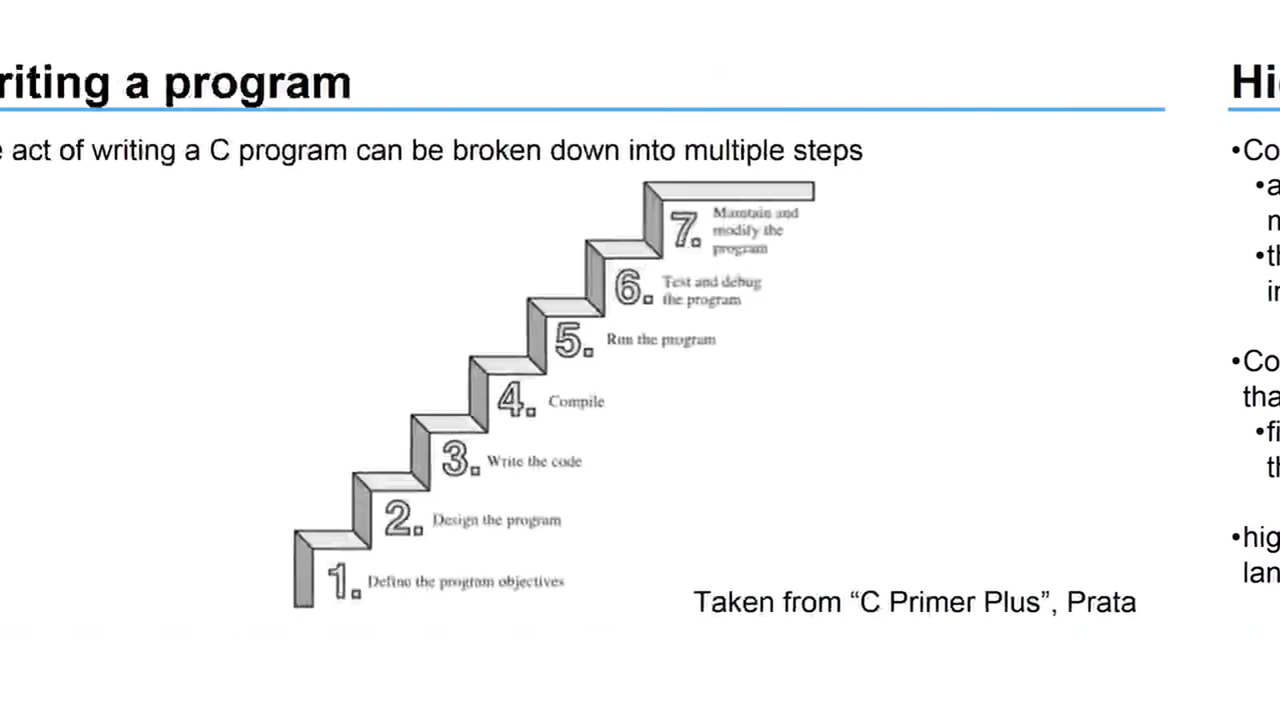 riting a program
e act of writing a C program can be broken down into multiple steps
7. Maintain and
modify the
program
6. Test and debug
the program
5. Run the program
4. Compile
3. Write the code
2. Design the program
1. Define the program objectives
Taken from “C Primer Plus”, Prata
Hi
•Co
•a
n
•th
in
•Co
tha
•fi
th
•hig
lan